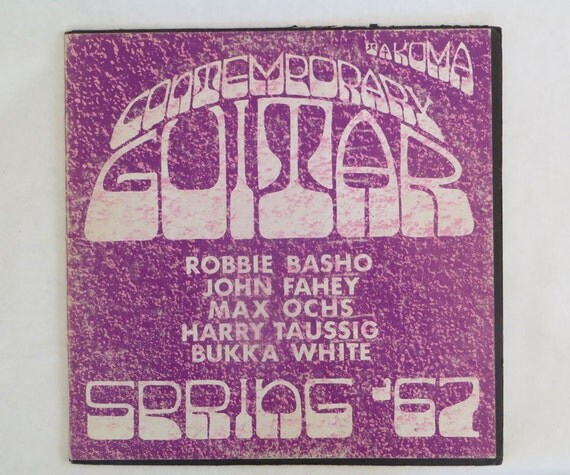 TAKOMA
CONTEMPORARY
GUITAR
ROBBIE BASHO
JOHN FAHEY
MAX OCHS
HARRY TAUSSIG
BUKKA WHITE
SPRING '67